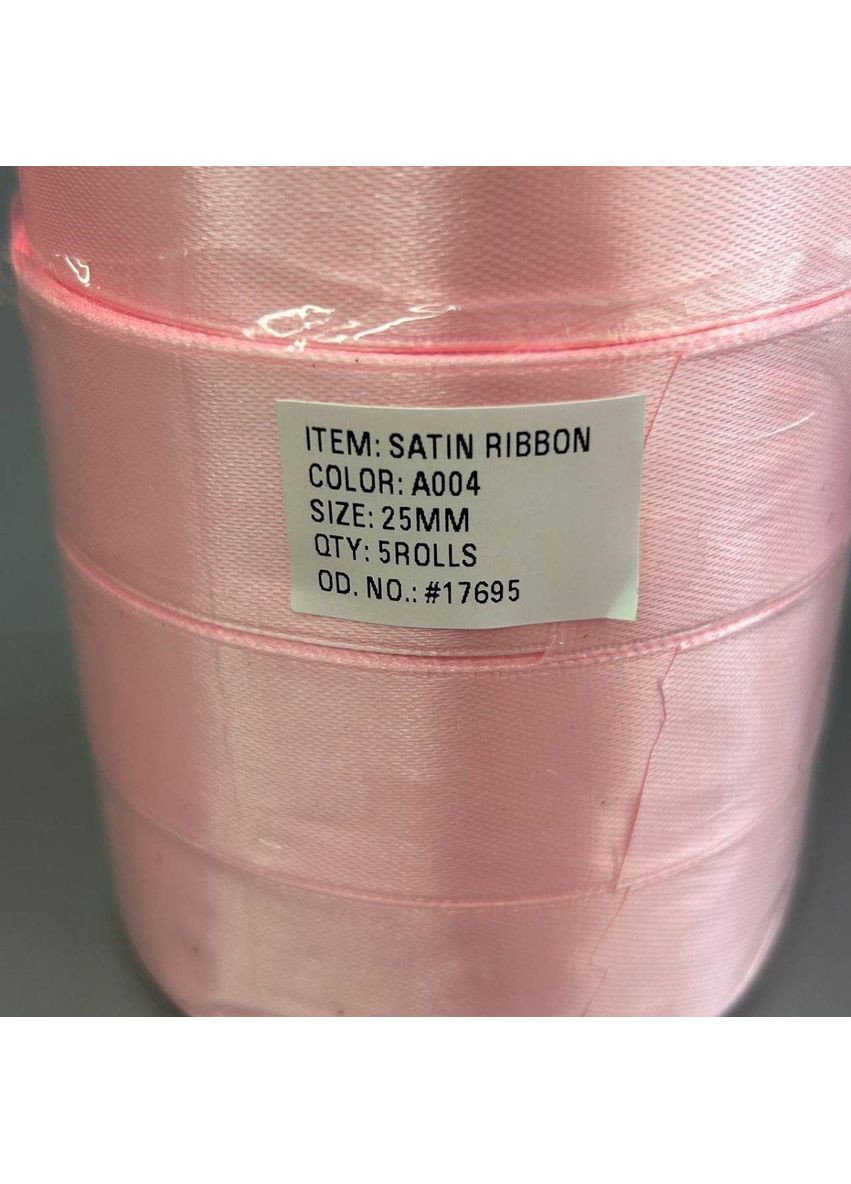 ITEM: SATIN RIBBON
COLOR: A004
SIZE: 25MM
QTY: 5ROLLS
OD. NO.: #17695